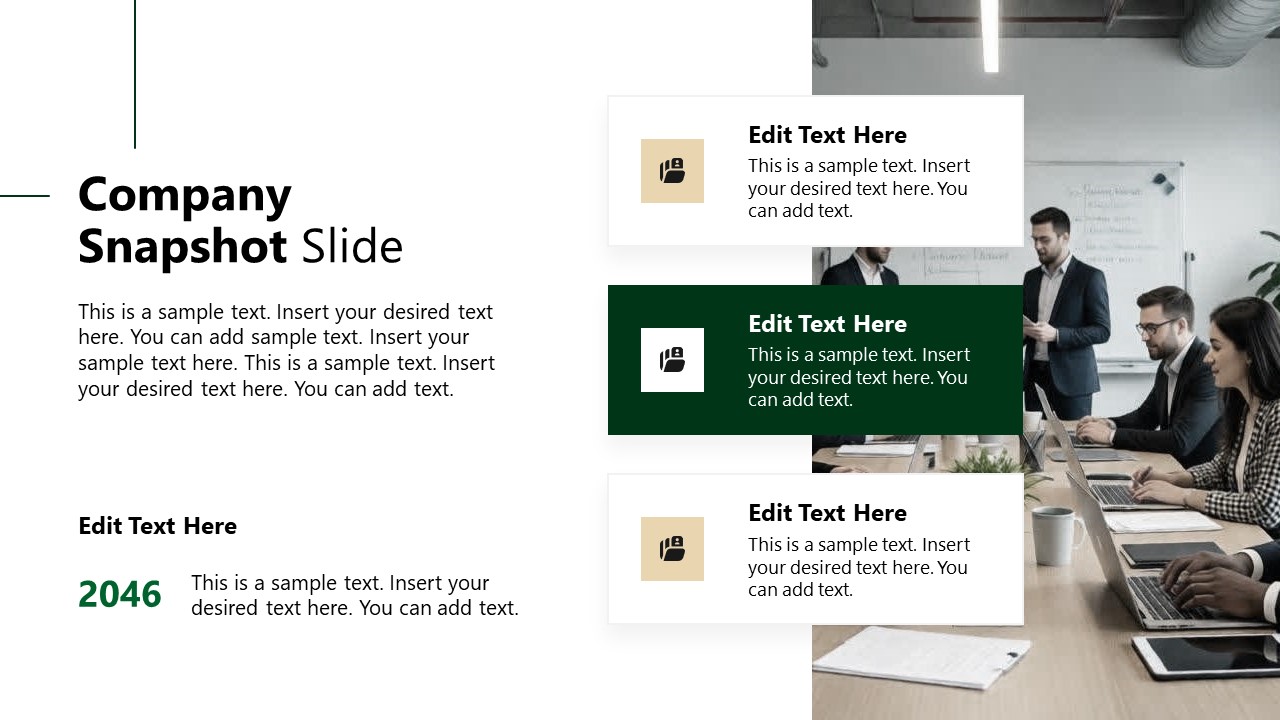 Company
Snapshot Slide
This is a sample text. Insert your desired text
here. You can add sample text. Insert your
sample text here. This is a sample text. Insert
your desired text here. You can add text.
Edit Text Here
2046
This is a sample text. Insert your
desired text here. You can add text.
Edit Text Here
This is a sample text. Insert
your desired text here. You
can add text.
Edit Text Here
This is a sample text. Insert
your desired text here. You
can add text.
Edit Text Here
This is a sample text. Insert
your desired text here. You
can add text.